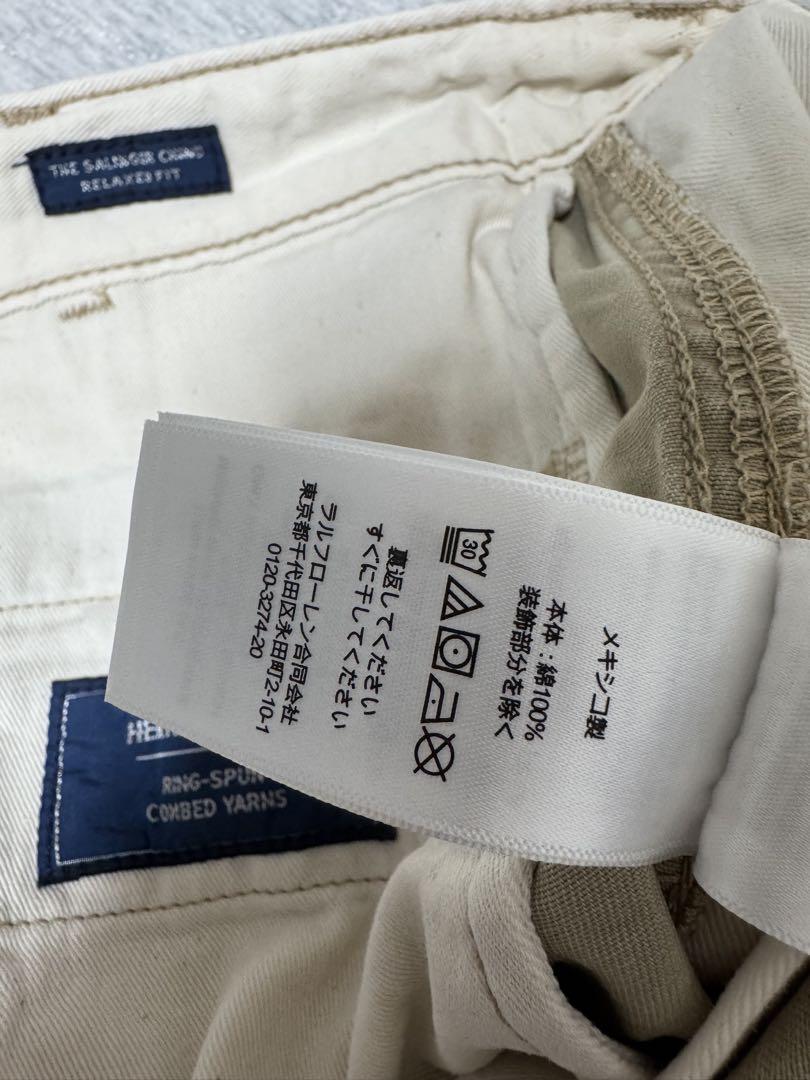 THE SALINGER CHINO
RELAXED FIT
メキシコ製
本体：綿100%
装飾部分を除く
30
裏返してください
すぐに干してください
ラルフローレン合同会社
東京都千代田区永田町2-10-1
0120-3274-20
RING-SPUN
COMBED YARNS